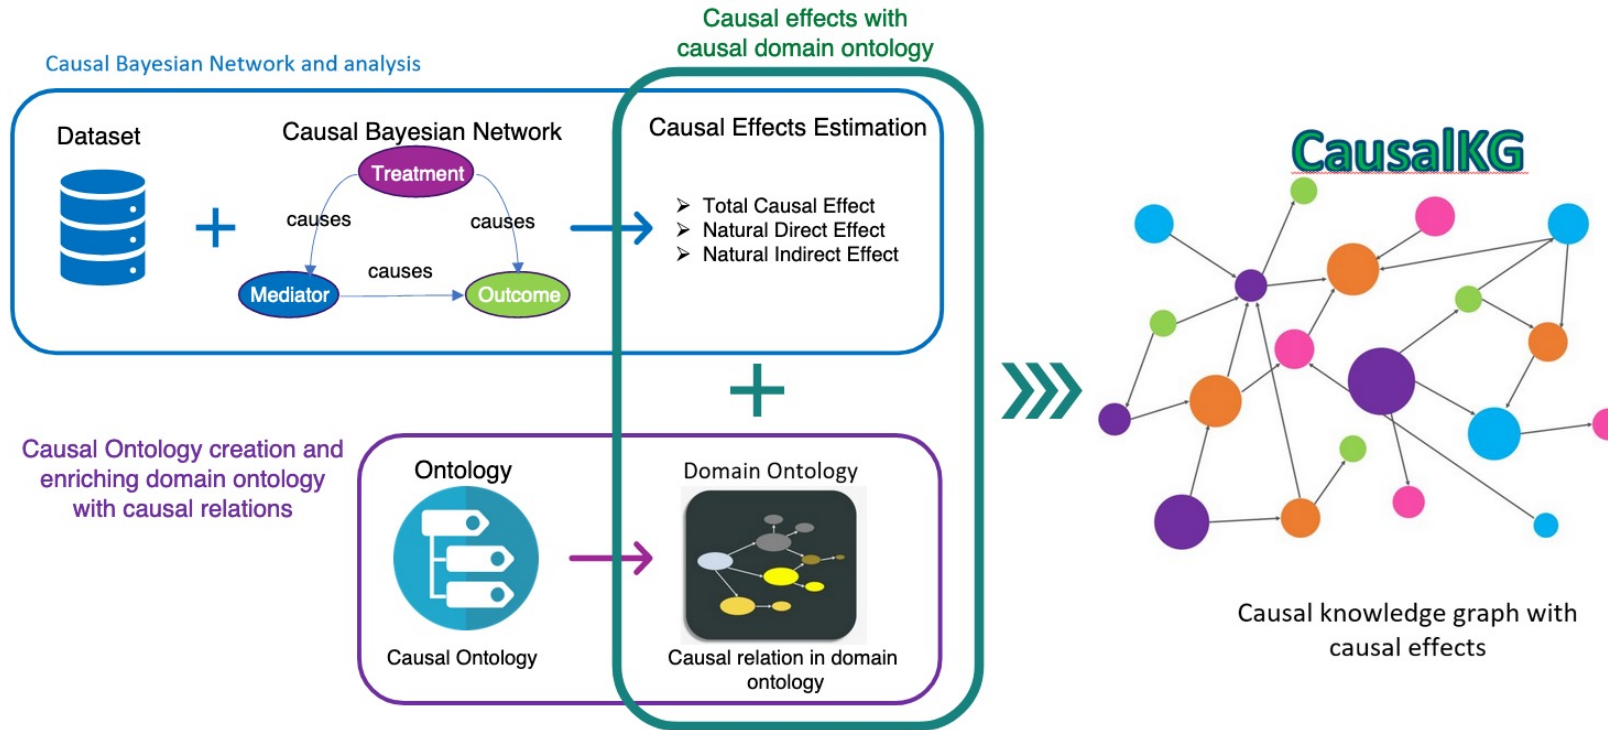 Causal effects with
causal domain ontology
Causal Bayesian Network and analysis
Dataset
Causal Bayesian Network
Treatment
causes
causes
causes
Mediator
Outcome
Causal Effects Estimation
➢ Total Causal Effect
➢ Natural Direct Effect
➢ Natural Indirect Effect
Causal Ontology creation and
enriching domain ontology
with causal relations
Ontology
Causal Ontology
Domain Ontology
Causal relation in domain
ontology
CausalKG
Causal knowledge graph with
causal effects